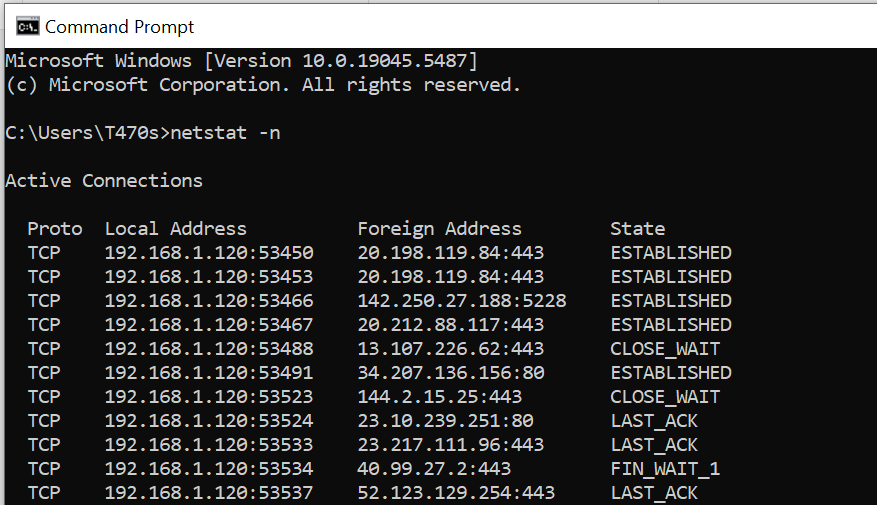 Command Prompt
Microsoft Windows [Version 10.0.19045.5487]
(c) Microsoft Corporation. All rights reserved.
C:\Users\T470s>netstat -n
Active Connections
Proto Local Address Foreign Address State
TCP 192.168.1.120:53450 20.198.119.84:443 ESTABLISHED
TCP 192.168.1.120:53453 20.198.119.84:443 ESTABLISHED
TCP 192.168.1.120:53466 142.250.27.188:5228 ESTABLISHED
TCP 192.168.1.120:53467 20.212.88.117:443 ESTABLISHED
TCP 192.168.1.120:53488 13.107.226.62:443 CLOSE_WAIT
TCP 192.168.1.120:53491 34.207.136.156:80 ESTABLISHED
TCP 192.168.1.120:53523 144.2.15.25:443 CLOSE_WAIT
TCP 192.168.1.120:53524 23.10.239.251:80 LAST_ACK
TCP 192.168.1.120:53533 23.217.111.96:443 LAST_ACK
TCP 192.168.1.120:53534 40.99.27.2:443 FIN_WAIT_1
TCP 192.168.1.120:53537 52.123.129.254:443 LAST_ACK